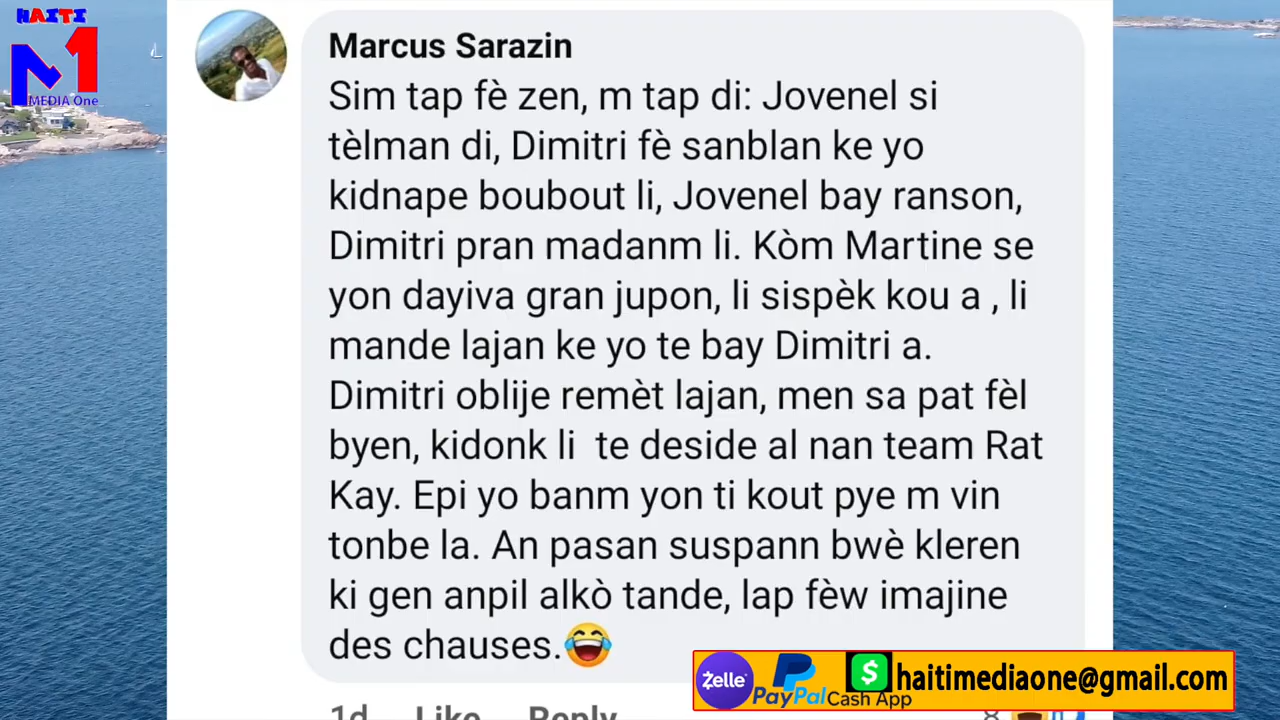 HAITI
M1
MEDIA One
Marcus Sarazin
Sim tap fè zen, m tap di: Jovenel si
tèlman di, Dimitri fè sanblan ke yo
kidnape boubout li, Jovenel bay ranson,
Dimitri pran madanm li. Kòm Martine se
yon dayiva gran jupon, li sispèk kou a , li
mande lajan ke yo te bay Dimitri a.
Dimitri oblije remèt lajan, men sa pat fèl
byen, kidonk li  te deside al nan team Rat
Kay. Epi yo banm yon ti kout pye m vin
tonbe la. An pasan suspann bwè kleren
ki gen anpil alkò tande, lap fèw imajine
des chauses.😂
1d Like Reply 8
Zelle PayPal $ Cash App haitimediaone@gmail.com